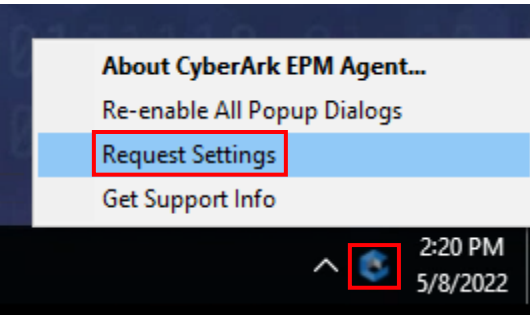 About CyberArk EPM Agent...
Re-enable All Popup Dialogs
Request Settings
Get Support Info
2:20 PM
5/8/2022